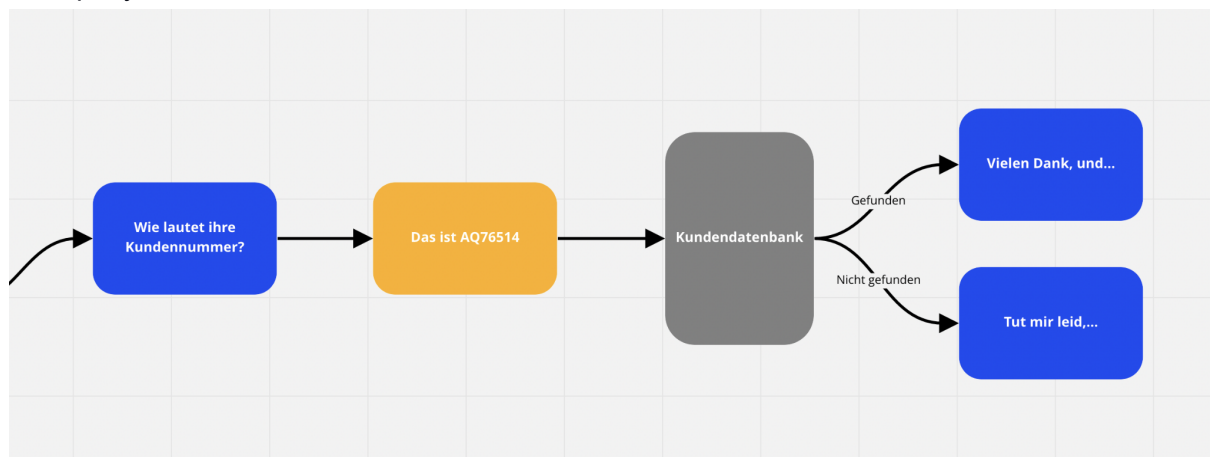 Wie lautet ihre
Kundennummer?
Das ist AQ76514
Kundendatenbank
Gefunden
Nicht gefunden
Vielen Dank, und...
Tut mir leid,...